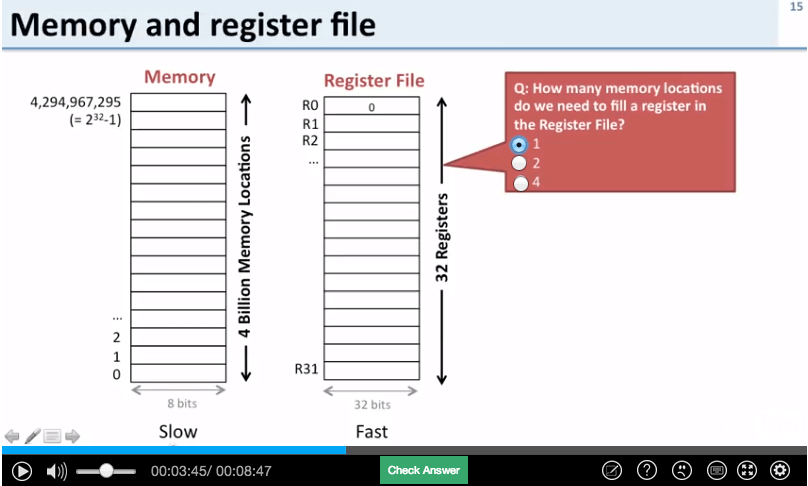 15
Memory and register file
Memory
Register File
4,294,967,295
(= 2³²-1)
...
2
1
0
4 Billion Memory Locations
8 bits
Slow
R0
R1
R2
...
R31
0
32 Registers
32 bits
Fast
Q: How many memory locations
do we need to fill a register in
the Register File?
1
2
4
00:03:45/ 00:08:47
Check Answer